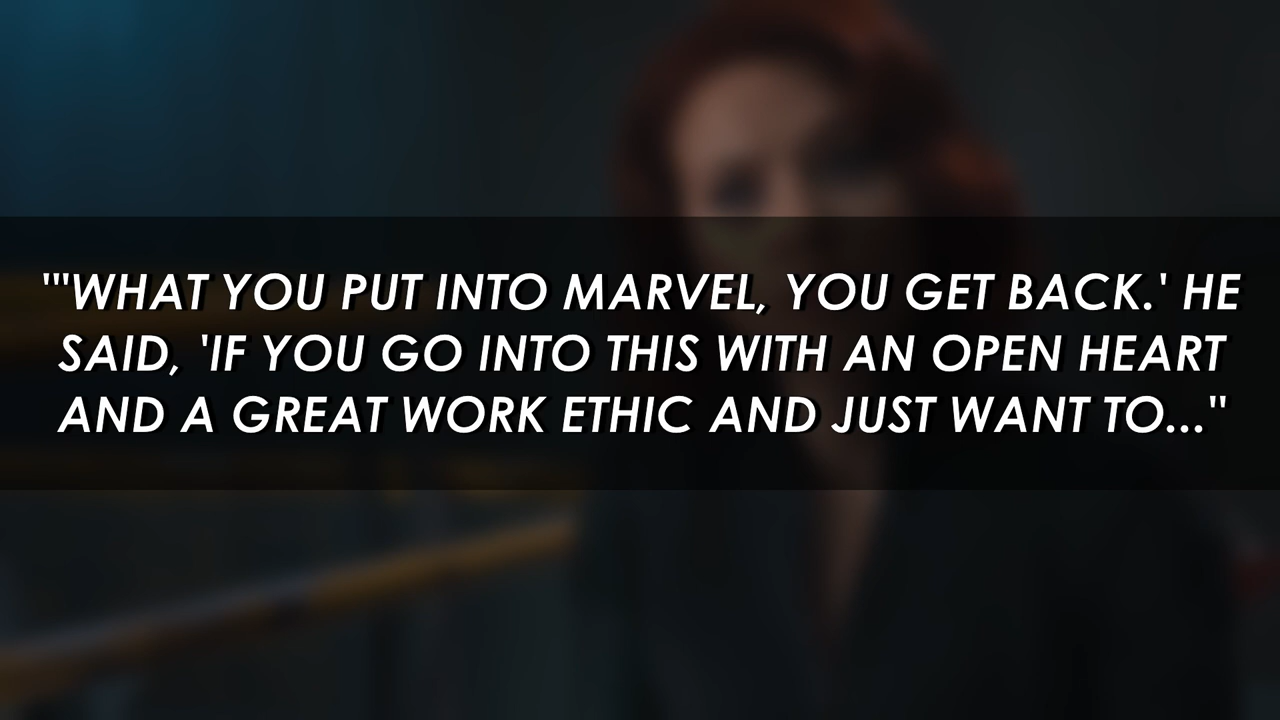 "'WHAT YOU PUT INTO MARVEL, YOU GET BACK.' HE
SAID, 'IF YOU GO INTO THIS WITH AN OPEN HEART
AND A GREAT WORK ETHIC AND JUST WANT TO..."